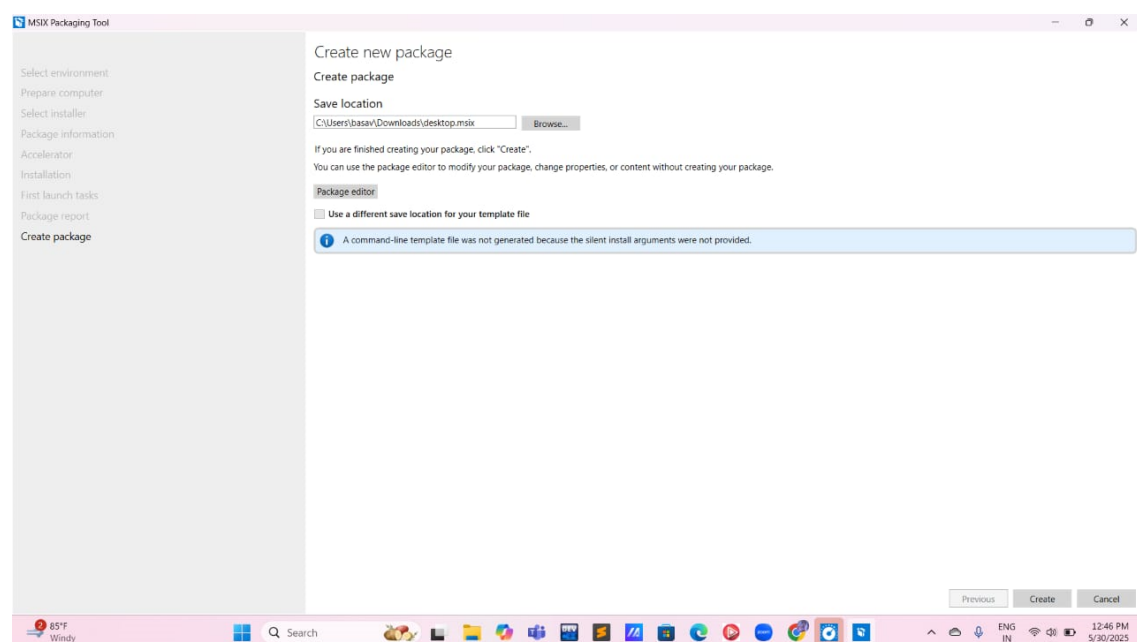 MSIX Packaging Tool
Select environment
Prepare computer
Select installer
Package information
Accelerator
Installation
First launch tasks
Package report
Create package
Create new package
Create package
Save location
C:\Users\basav\Downloads\desktop.msix
Browse...
If you are finished creating your package, click "Create".
You can use the package editor to modify your package, change properties, or content without creating your package.
Package editor
Use a different save location for your template file
A command-line template file was not generated because the silent install arguments were not provided.
Previous Create Cancel
2
85°F
Windy
Search
ENG
IN
12:46 PM
5/30/2025